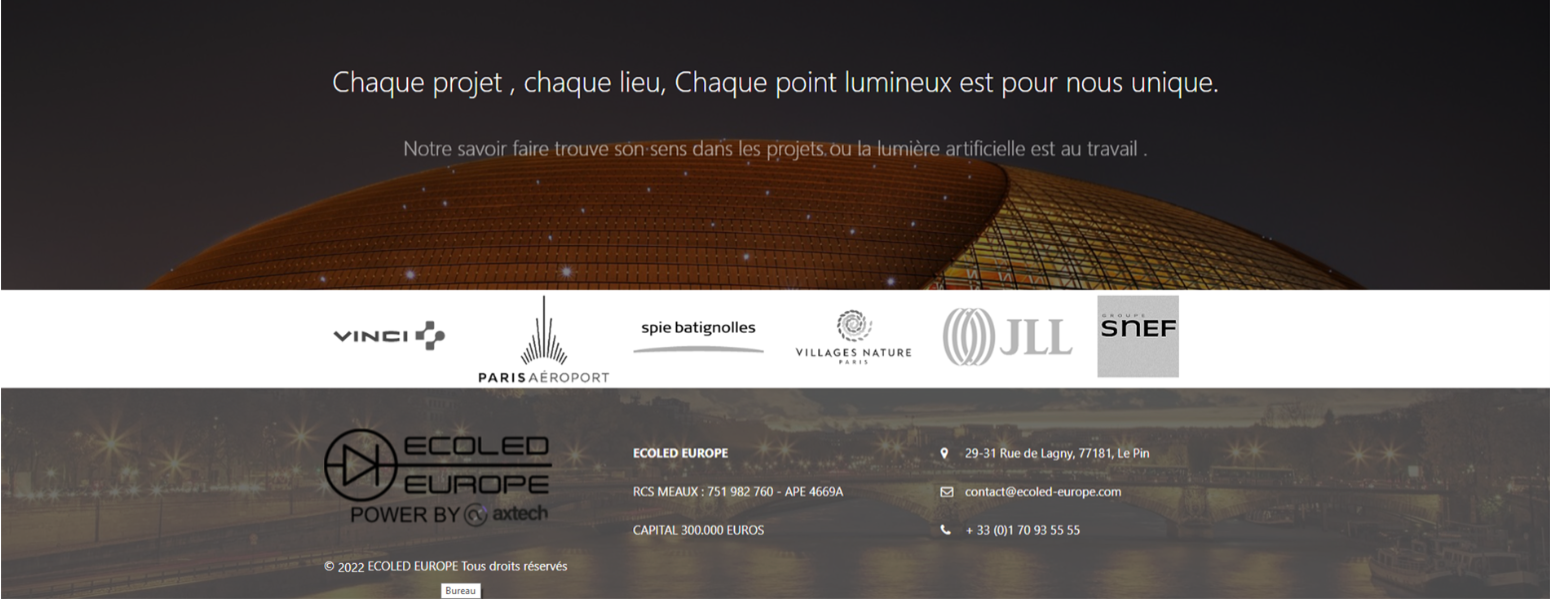 Chaque projet , chaque lieu, Chaque point lumineux est pour nous unique.
Notre savoir faire trouve son sens dans les projets ou la lumière artificielle est au travail .
VINCI
PARIS AÉROPORT
spie batignolles
VILLAGES NATURE
PARIS
JLL
GROUPE
SNEF
ECOLED
EUROPE
POWER BY axtech
© 2022 ECOLED EUROPE Tous droits réservés
ECOLED EUROPE
RCS MEAUX : 751 982 760 - APE 4669A
CAPITAL 300.000 EUROS
29-31 Rue de Lagny, 77181, Le Pin
contact@ecoled-europe.com
+ 33 (0)1 70 93 55 55
Bureau